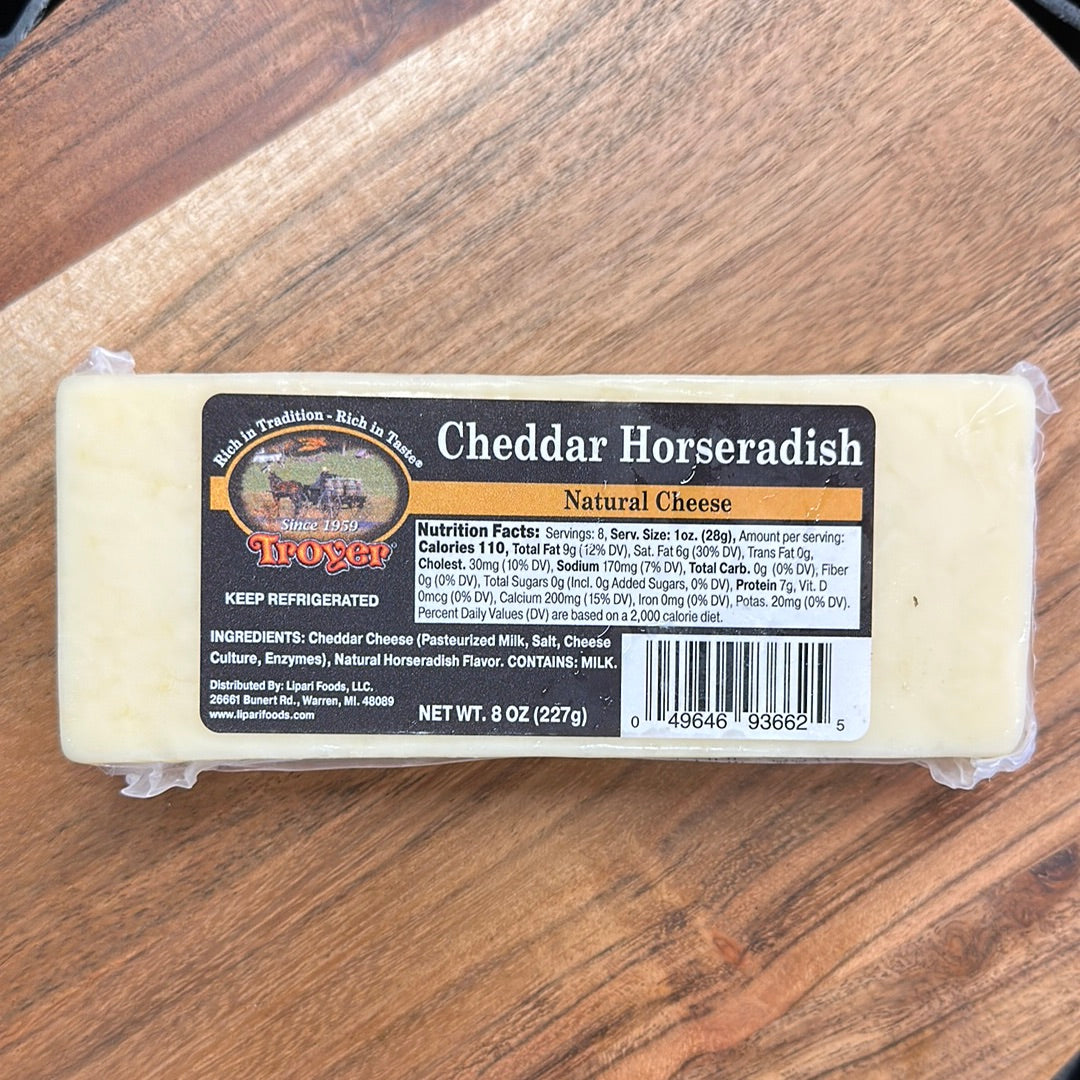 Rich in Tradition - Rich in Taste®
Since 1959
Troyer®
KEEP REFRIGERATED
Cheddar Horseradish
Natural Cheese
Nutrition Facts: Servings: 8, Serv. Size: 1oz. (28g), Amount per serving:
Calories 110, Total Fat 9g (12% DV), Sat. Fat 6g (30% DV), Trans Fat 0g,
Cholest. 30mg (10% DV), Sodium 170mg (7% DV), Total Carb. 0g (0% DV), Fiber
0g (0% DV), Total Sugars 0g (Incl. 0g Added Sugars, 0% DV), Protein 7g, Vit. D
0mcg (0% DV), Calcium 200mg (15% DV), Iron 0mg (0% DV), Potas. 20mg (0% DV).
Percent Daily Values (DV) are based on a 2,000 calorie diet.
INGREDIENTS: Cheddar Cheese (Pasteurized Milk, Salt, Cheese
Culture, Enzymes), Natural Horseradish Flavor. CONTAINS: MILK.
Distributed By: Lipari Foods, LLC.
26661 Bunert Rd., Warren, MI. 48089
www.liparifoods.com
NET WT. 8 OZ (227g)
0 49646 93662 5